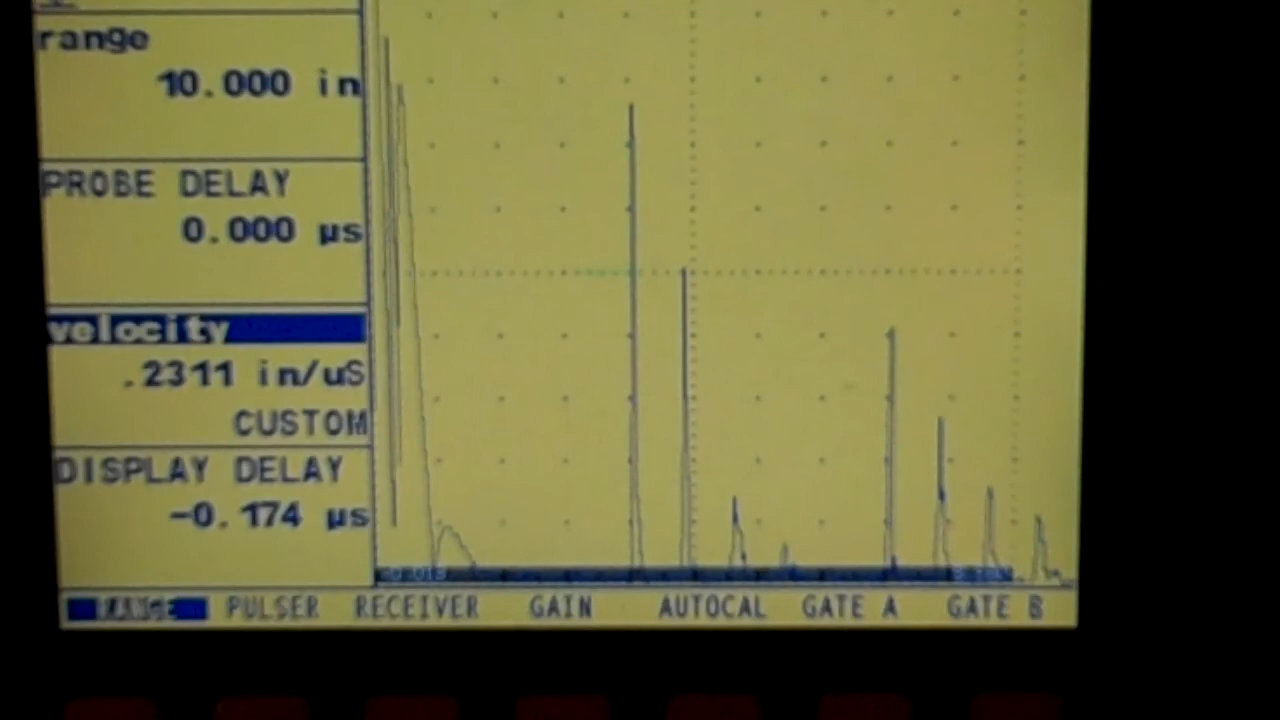 range
10.000 in
PROBE DELAY
0.000 µs
velocity
.2311 in/uS
CUSTOM
DISPLAY DELAY
-0.174 µs
PULSER RECEIVER GAIN AUTOCAL GATE A GATE B